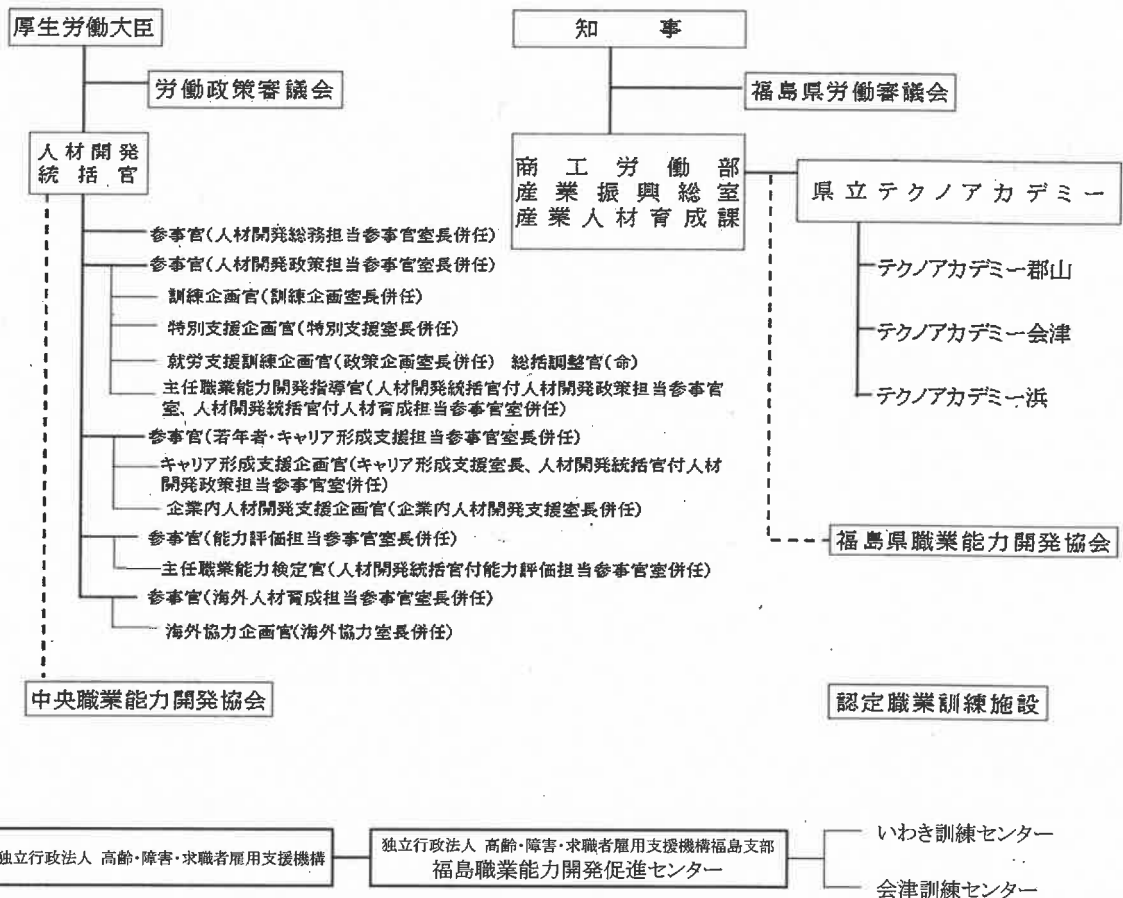 厚生労働大臣
労働政策審議会
人材開発
統括官
参事官(人材開発総務担当参事官室長併任)
参事官(人材開発政策担当参事官室長併任)
訓練企画官(訓練企画室長併任)
特別支援企画官(特別支援室長併任)
就労支援訓練企画官(政策企画室長併任) 総括調整官(命)
主任職業能力開発指導官(人材開発統括官付人材開発政策担当参事官
室、人材開発統括官付人材育成担当参事官室併任)
参事官(若年者・キャリア形成支援担当参事官室長併任)
キャリア形成支援企画官(キャリア形成支援室長、人材開発統括官付人材
開発政策担当参事官室併任)
企業内人材開発支援企画官(企業内人材開発支援室長併任)
参事官(能力評価担当参事官室長併任)
主任職業能力検定官(人材開発統括官付能力評価担当参事官室併任)
参事官(海外人材育成担当参事官室長併任)
海外協力企画官(海外協力室長併任)
中央職業能力開発協会
知 事
福島県労働審議会
商工労働部
産業振興総室
産業人材育成課
県立テクノアカデミー
テクノアカデミー郡山
テクノアカデミー会津
テクノアカデミー浜
福島県職業能力開発協会
認定職業訓練施設
独立行政法人 高齢・障害・求職者雇用支援機構
独立行政法人 高齢・障害・求職者雇用支援機構福島支部
福島職業能力開発促進センター
いわき訓練センター
会津訓練センター